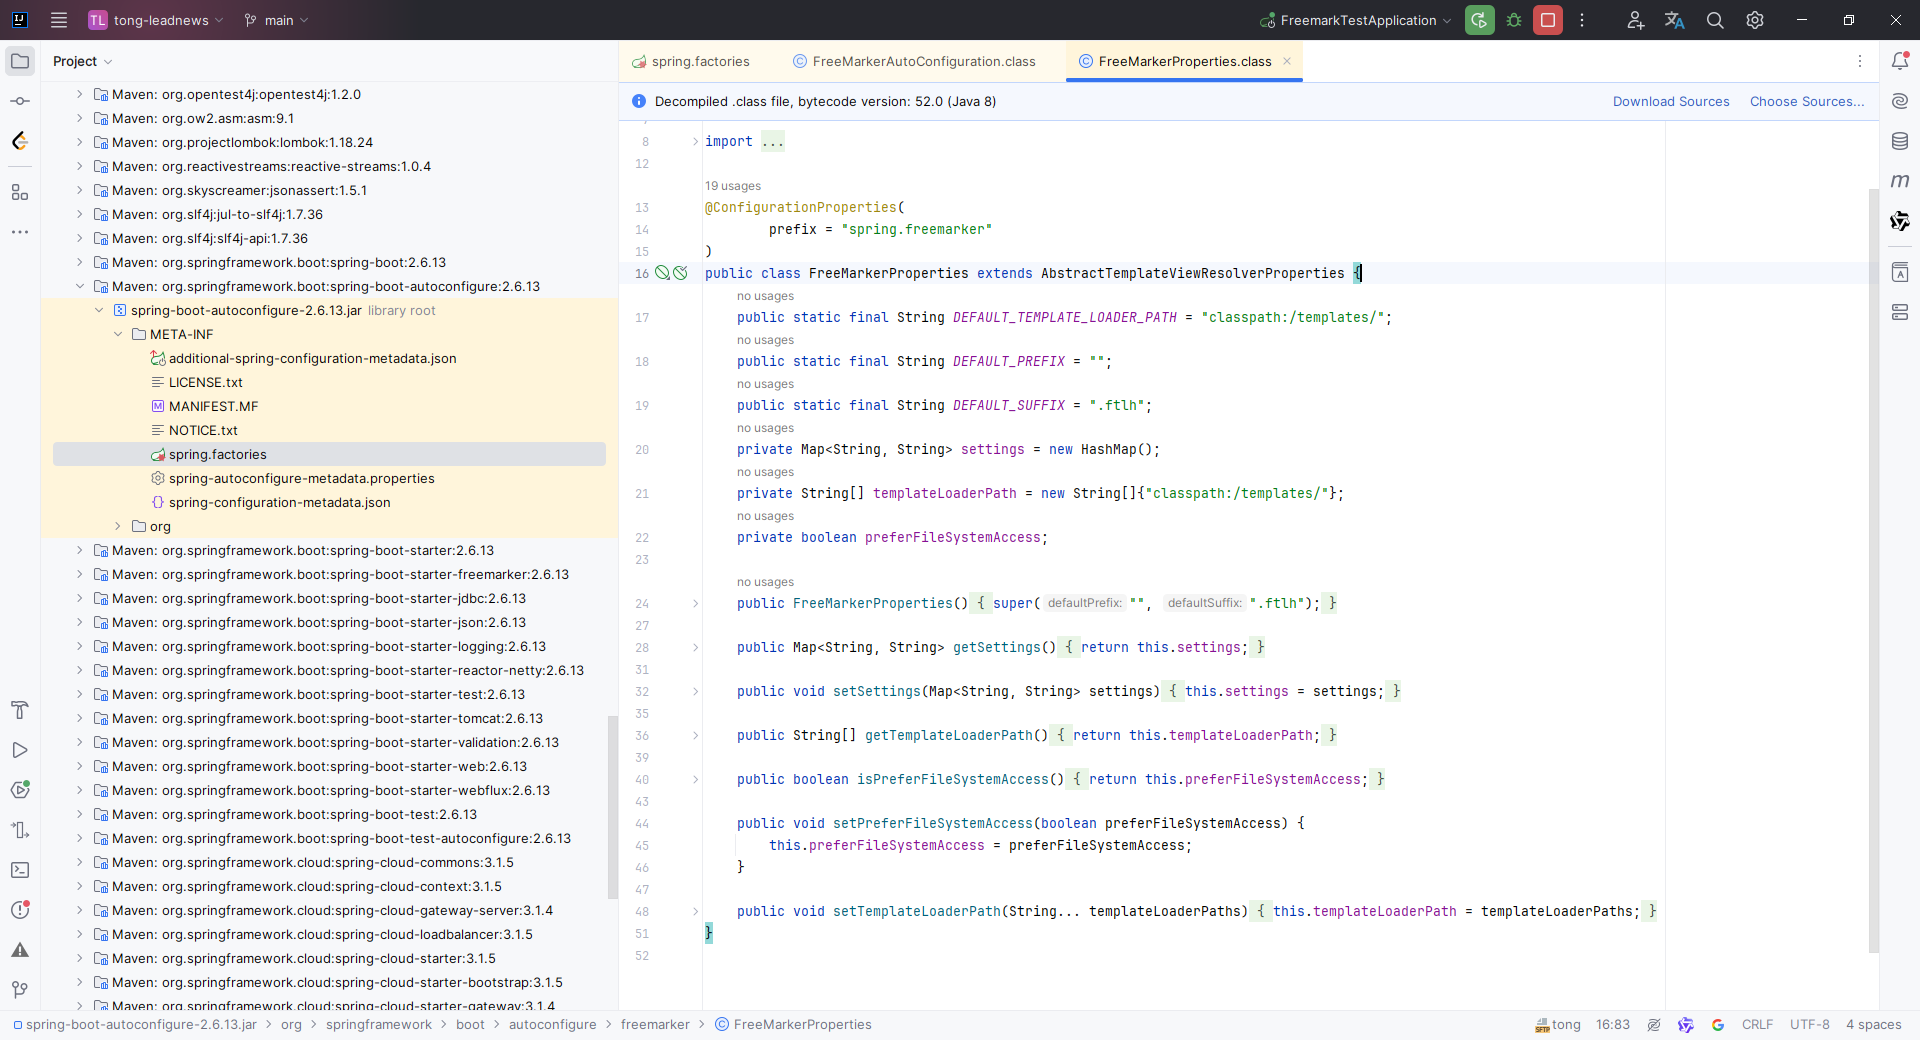 TL tong-leadnews main FreemarkTestApplication
Project
spring.factories FreeMarkerAutoConfiguration.class FreeMarkerProperties.class
Decompiled .class file, bytecode version: 52.0 (Java 8) Download Sources Choose Sources...
Maven: org.opentest4j:opentest4j:1.2.0
Maven: org.ow2.asm:asm:9.1
Maven: org.projectlombok:lombok:1.18.24
Maven: org.reactivestreams:reactive-streams:1.0.4
Maven: org.skyscreamer:jsonassert:1.5.1
Maven: org.slf4j:jul-to-slf4j:1.7.36
Maven: org.slf4j:slf4j-api:1.7.36
Maven: org.springframework.boot:spring-boot:2.6.13
Maven: org.springframework.boot:spring-boot-autoconfigure:2.6.13
spring-boot-autoconfigure-2.6.13.jar library root
META-INF
additional-spring-configuration-metadata.json
LICENSE.txt
MANIFEST.MF
NOTICE.txt
spring.factories
spring-autoconfigure-metadata.properties
spring-configuration-metadata.json
org
Maven: org.springframework.boot:spring-boot-starter:2.6.13
Maven: org.springframework.boot:spring-boot-starter-freemarker:2.6.13
Maven: org.springframework.boot:spring-boot-starter-jdbc:2.6.13
Maven: org.springframework.boot:spring-boot-starter-json:2.6.13
Maven: org.springframework.boot:spring-boot-starter-logging:2.6.13
Maven: org.springframework.boot:spring-boot-starter-reactor-netty:2.6.13
Maven: org.springframework.boot:spring-boot-starter-test:2.6.13
Maven: org.springframework.boot:spring-boot-starter-tomcat:2.6.13
Maven: org.springframework.boot:spring-boot-starter-validation:2.6.13
Maven: org.springframework.boot:spring-boot-starter-web:2.6.13
Maven: org.springframework.boot:spring-boot-starter-webflux:2.6.13
Maven: org.springframework.boot:spring-boot-test:2.6.13
Maven: org.springframework.boot:spring-boot-test-autoconfigure:2.6.13
Maven: org.springframework.cloud:spring-cloud-commons:3.1.5
Maven: org.springframework.cloud:spring-cloud-context:3.1.5
Maven: org.springframework.cloud:spring-cloud-gateway-server:3.1.4
Maven: org.springframework.cloud:spring-cloud-loadbalancer:3.1.5
Maven: org.springframework.cloud:spring-cloud-starter:3.1.5
Maven: org.springframework.cloud:spring-cloud-starter-bootstrap:3.1.5
Maven: org.springframework.cloud:spring-cloud-starter-gateway:3.1.4
8 import ...
12
19 usages
13 @ConfigurationProperties(
14 prefix = "spring.freemarker"
15 )
16 public class FreeMarkerProperties extends AbstractTemplateViewResolverProperties {
no usages
17 public static final String DEFAULT_TEMPLATE_LOADER_PATH = "classpath:/templates/";
no usages
18 public static final String DEFAULT_PREFIX = "";
no usages
19 public static final String DEFAULT_SUFFIX = ".ftlh";
no usages
20 private Map<String, String> settings = new HashMap();
no usages
21 private String[] templateLoaderPath = new String[]{"classpath:/templates/"};
no usages
22 private boolean preferFileSystemAccess;
23
no usages
24 public FreeMarkerProperties() { super( defaultPrefix: "", defaultSuffix: ".ftlh"); }
27
28 public Map<String, String> getSettings() { return this.settings; }
31
32 public void setSettings(Map<String, String> settings) { this.settings = settings; }
35
36 public String[] getTemplateLoaderPath() { return this.templateLoaderPath; }
39
40 public boolean isPreferFileSystemAccess() { return this.preferFileSystemAccess; }
43
44 public void setPreferFileSystemAccess(boolean preferFileSystemAccess) {
45 this.preferFileSystemAccess = preferFileSystemAccess;
46 }
47
48 public void setTemplateLoaderPath(String... templateLoaderPaths) { this.templateLoaderPath = templateLoaderPaths; }
51 }
52
spring-boot-autoconfigure-2.6.13.jar > org > springframework > boot > autoconfigure > freemarker > FreeMarkerProperties
SFTP tong 16:83 CRLF UTF-8 4 spaces